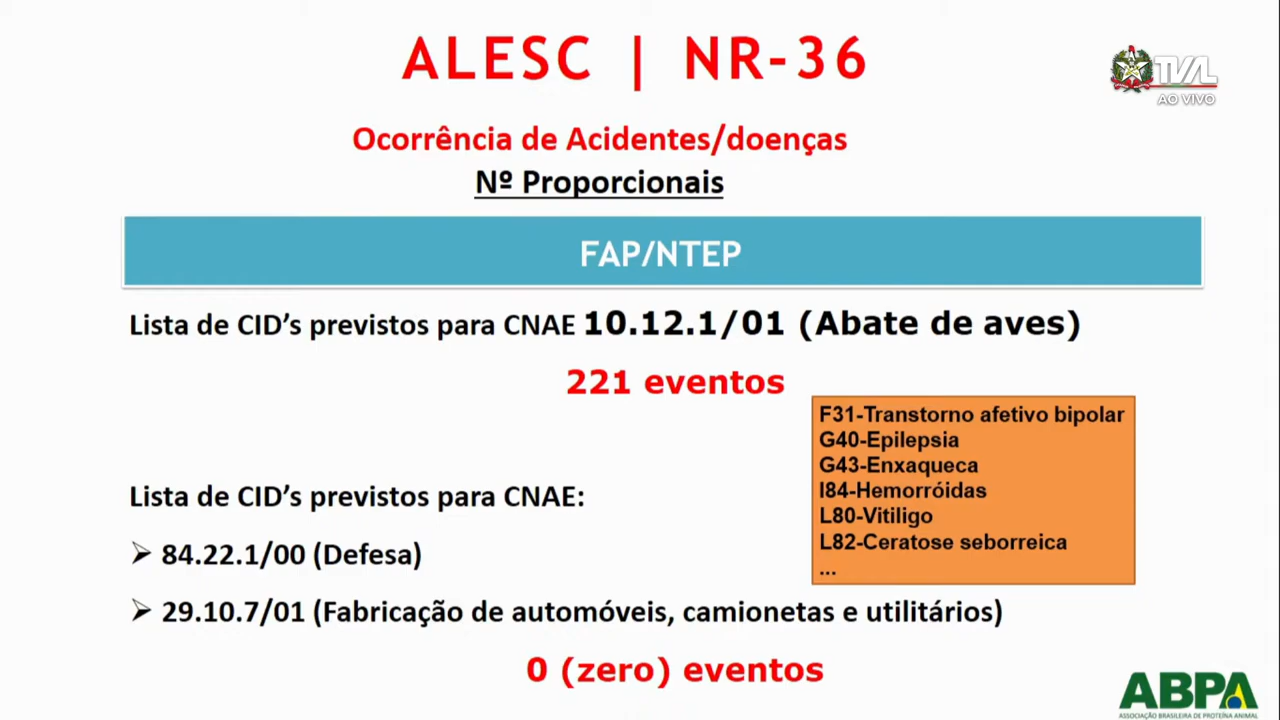 ALESC | NR-36
TVAL
AO VIVO
Ocorrência de Acidentes/doenças
Nº Proporcionais
FAP/NTEP
Lista de CID’s previstos para CNAE 10.12.1/01 (Abate de aves)
221 eventos
F31-Transtorno afetivo bipolar
G40-Epilepsia
G43-Enxaqueca
I84-Hemorróidas
L80-Vitiligo
L82-Ceratose seborreica
...
Lista de CID’s previstos para CNAE:
➢ 84.22.1/00 (Defesa)
➢ 29.10.7/01 (Fabricação de automóveis, camionetas e utilitários)
0 (zero) eventos
ABPA
ASSOCIAÇÃO BRASILEIRA DE PROTEÍNA ANIMAL